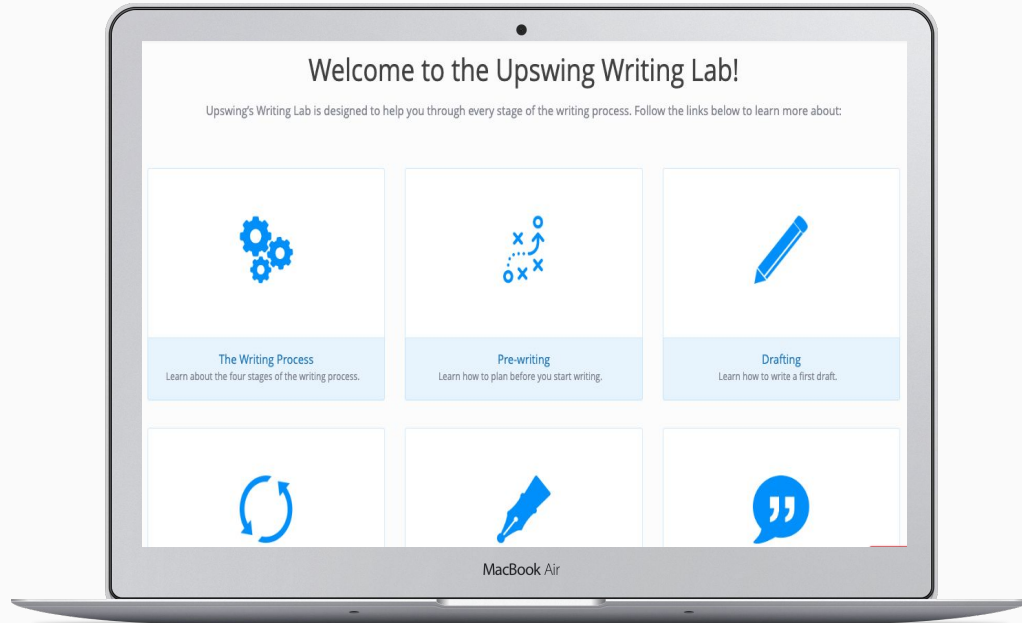 Welcome to the Upswing Writing Lab!
Upswing's Writing Lab is designed to help you through every stage of the writing process. Follow the links below to learn more about:
The Writing Process
Learn about the four stages of the writing process.
Pre-writing
Learn how to plan before you start writing.
Drafting
Learn how to write a first draft.
MacBook Air